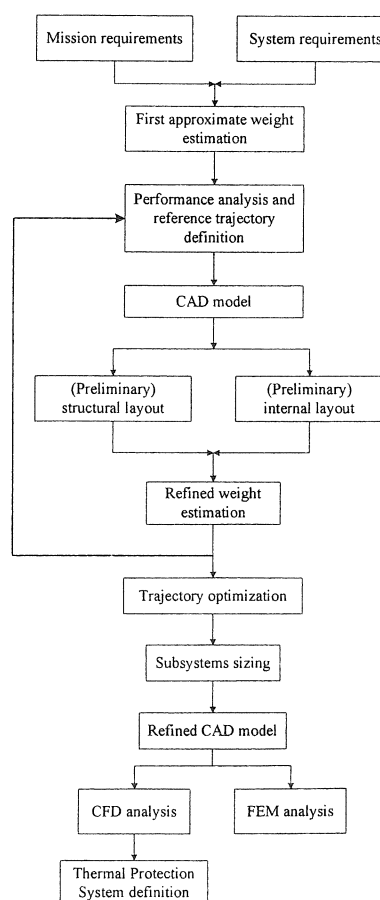 Mission requirements
System requirements
First approximate weight
estimation
Performance analysis and
reference trajectory
definition
CAD model
(Preliminary)
structural layout
(Preliminary)
internal layout
Refined weight
estimation
Trajectory optimization
Subsystems sizing
Refined CAD model
CFD analysis
FEM analysis
Thermal Protection
System definition